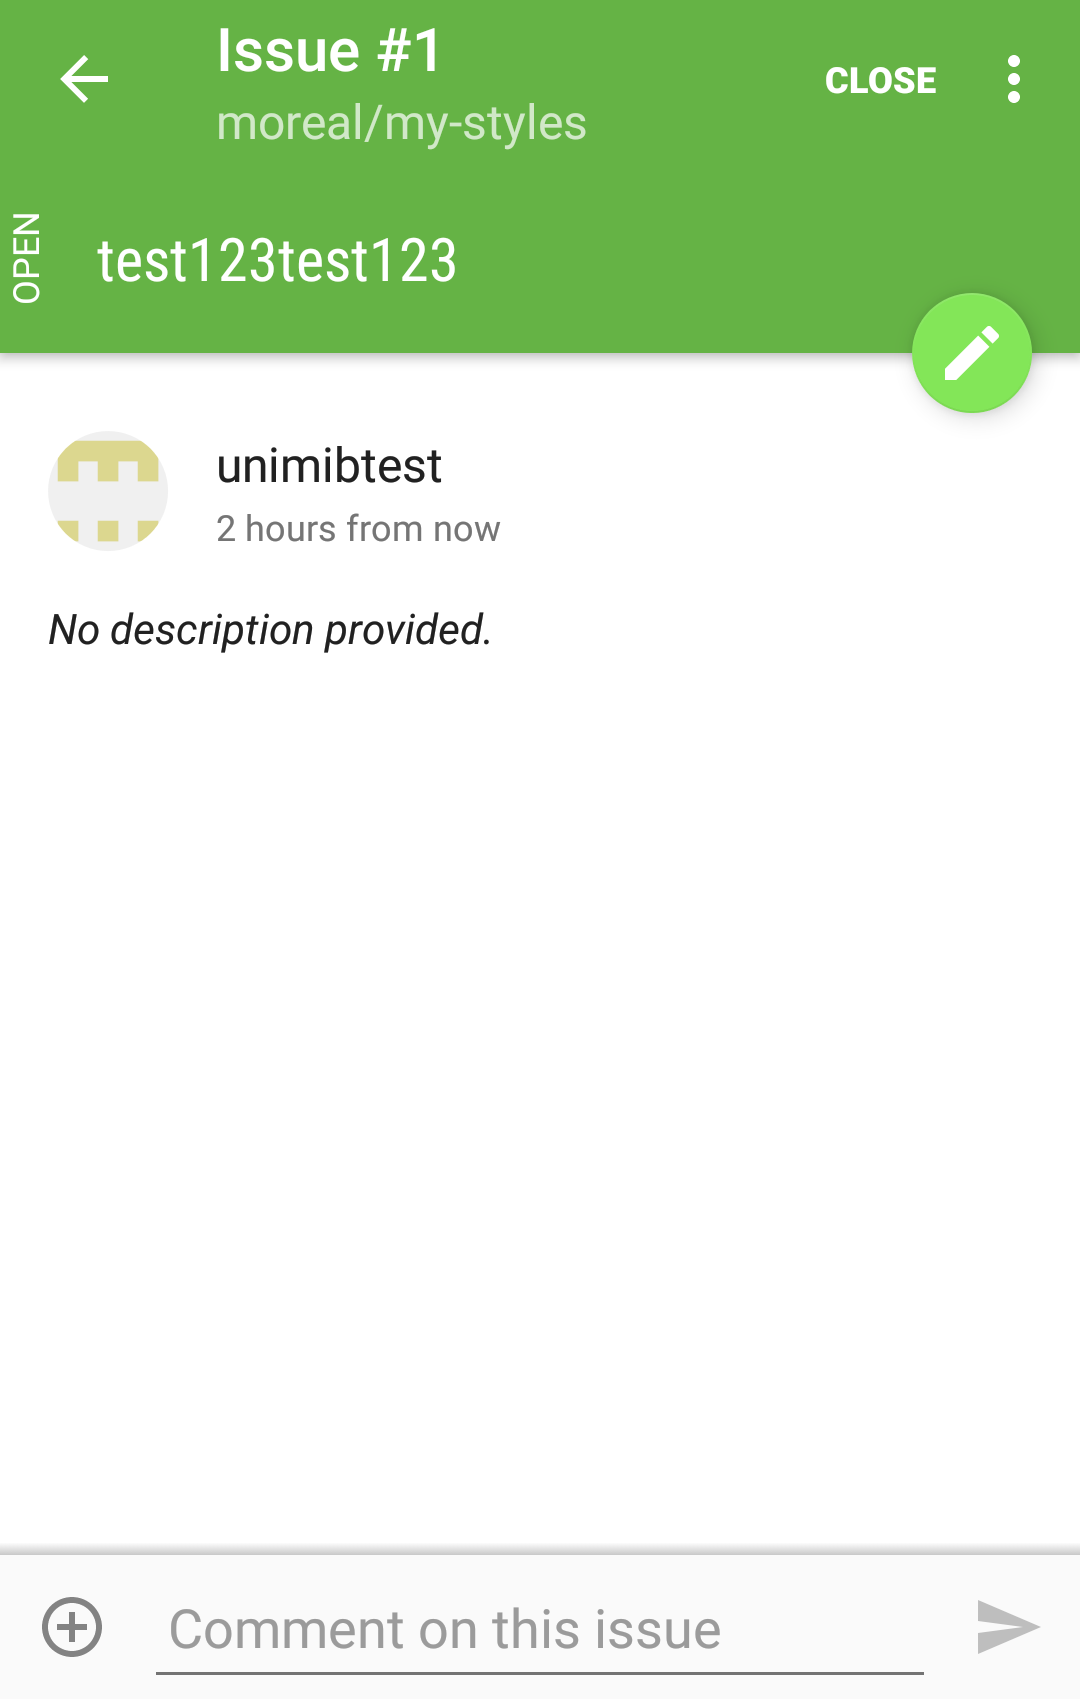 Issue #1
moreal/my-styles
CLOSE
OPEN
test123test123
unimibtest
2 hours from now
No description provided.
Comment on this issue